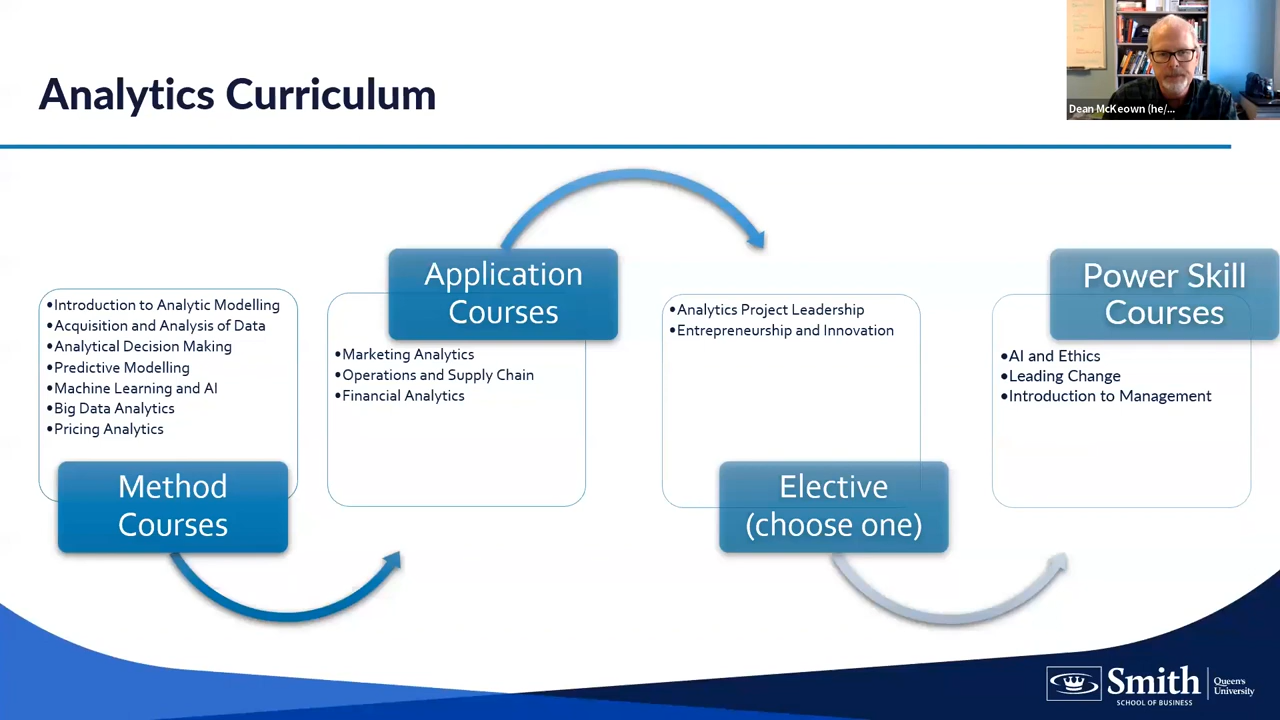 Analytics Curriculum
Dean McKeown (he/...
•Introduction to Analytic Modelling
•Acquisition and Analysis of Data
•Analytical Decision Making
•Predictive Modelling
•Machine Learning and AI
•Big Data Analytics
•Pricing Analytics
Method
Courses
Application
Courses
•Marketing Analytics
•Operations and Supply Chain
•Financial Analytics
•Analytics Project Leadership
•Entrepreneurship and Innovation
Elective
(choose one)
Power Skill
Courses
•AI and Ethics
•Leading Change
•Introduction to Management
Smith
SCHOOL OF BUSINESS
Queen's
University